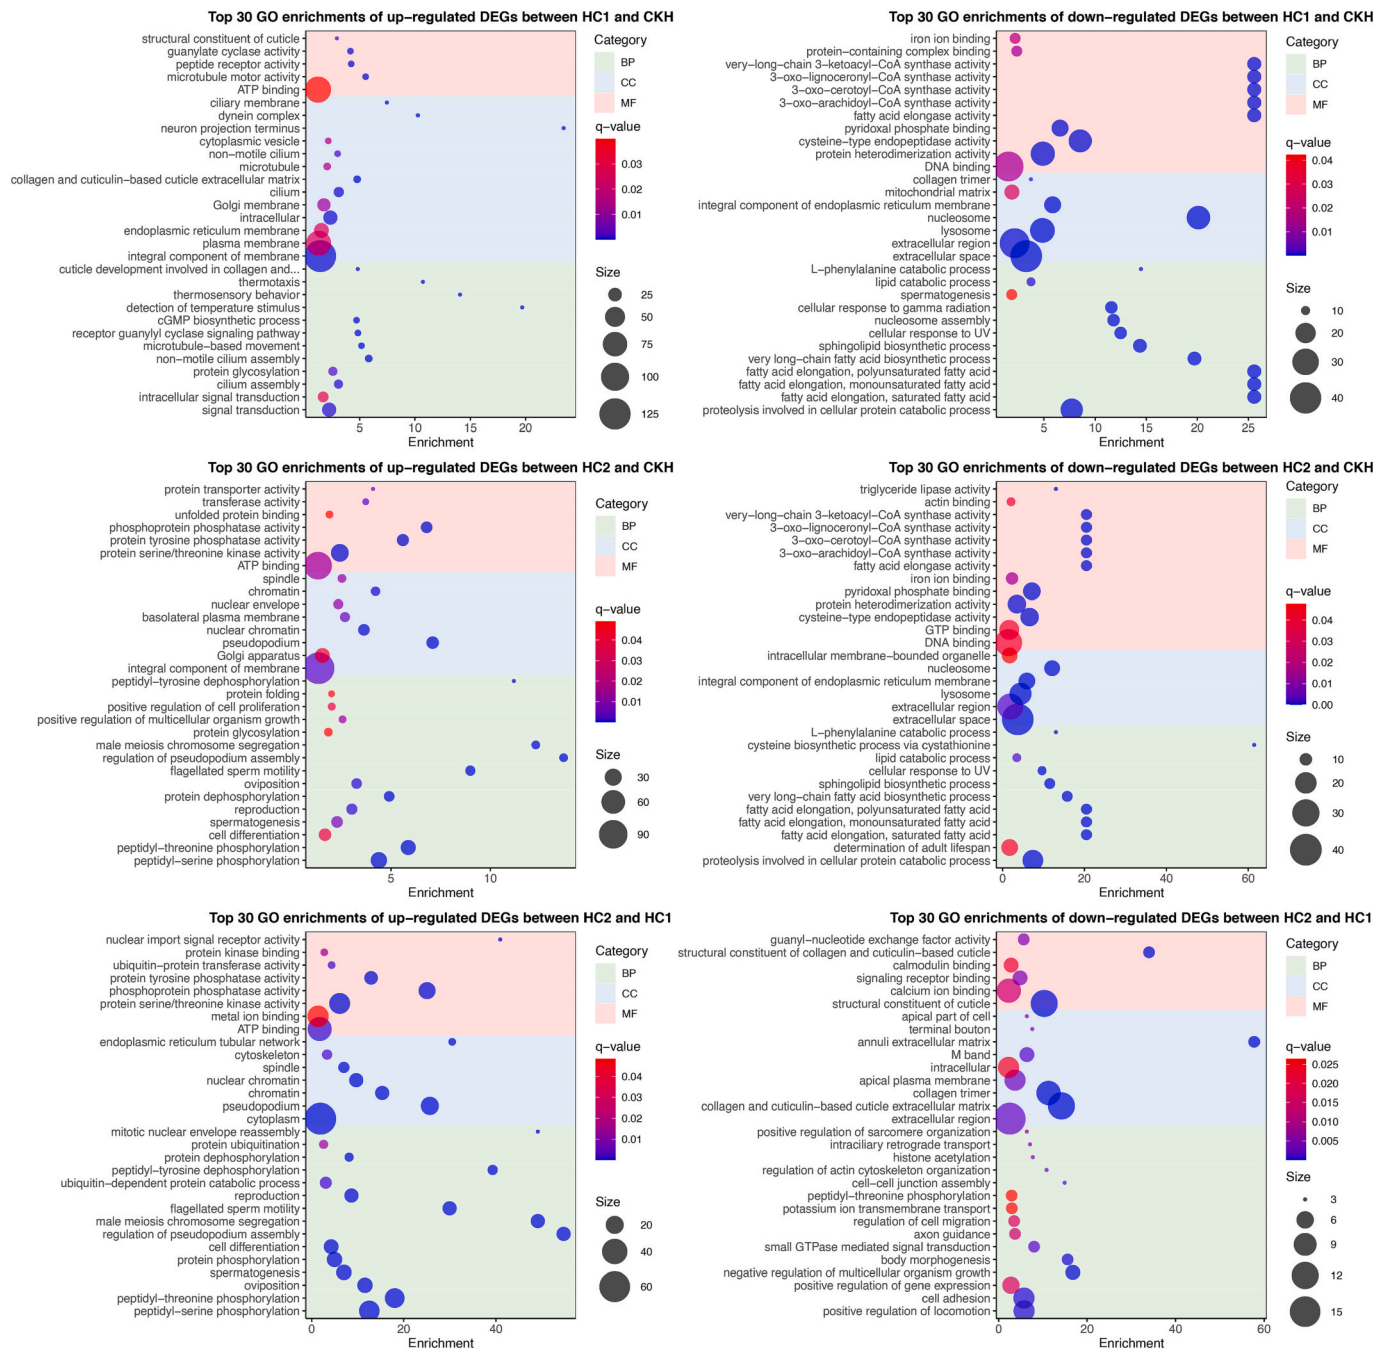 Top 30 GO enrichments of up−regulated DEGs between HC1 and CKH
structural constituent of cuticle
guanylate cyclase activity
peptide receptor activity
microtubule motor activity
ATP binding
ciliary membrane
dynein complex
neuron projection terminus
cytoplasmic vesicle
non−motile cilium
microtubule
collagen and cuticulin−based cuticle extracellular matrix
cilium
Golgi membrane
intracellular
endoplasmic reticulum membrane
plasma membrane
integral component of membrane
cuticle development involved in collagen and...
thermotaxis
thermosensory behavior
detection of temperature stimulus
cGMP biosynthetic process
receptor guanylyl cyclase signaling pathway
microtubule−based movement
non−motile cilium assembly
protein glycosylation
cilium assembly
intracellular signal transduction
signal transduction
5 10 15 20
Enrichment
Category
BP
CC
MF
q−value
0.03
0.02
0.01
Size
25
50
75
100
125
Top 30 GO enrichments of down−regulated DEGs between HC1 and CKH
iron ion binding
protein−containing complex binding
very−long−chain 3−ketoacyl−CoA synthase activity
3−oxo−lignoceronyl−CoA synthase activity
3−oxo−cerotoyl−CoA synthase activity
3−oxo−arachidoyl−CoA synthase activity
fatty acid elongase activity
pyridoxal phosphate binding
cysteine−type endopeptidase activity
protein heterodimerization activity
DNA binding
collagen trimer
mitochondrial matrix
integral component of endoplasmic reticulum membrane
nucleosome
lysosome
extracellular region
extracellular space
L−phenylalanine catabolic process
lipid catabolic process
spermatogenesis
cellular response to gamma radiation
nucleosome assembly
cellular response to UV
sphingolipid biosynthetic process
very long−chain fatty acid biosynthetic process
fatty acid elongation, polyunsaturated fatty acid
fatty acid elongation, monounsaturated fatty acid
fatty acid elongation, saturated fatty acid
proteolysis involved in cellular protein catabolic process
5 10 15 20 25
Enrichment
Category
BP
CC
MF
q−value
0.04
0.03
0.02
0.01
Size
10
20
30
40
Top 30 GO enrichments of up−regulated DEGs between HC2 and CKH
protein transporter activity
transferase activity
unfolded protein binding
phosphoprotein phosphatase activity
protein tyrosine phosphatase activity
protein serine/threonine kinase activity
ATP binding
spindle
chromatin
nuclear envelope
basolateral plasma membrane
nuclear chromatin
pseudopodium
Golgi apparatus
integral component of membrane
peptidyl−tyrosine dephosphorylation
protein folding
positive regulation of cell proliferation
positive regulation of multicellular organism growth
protein glycosylation
male meiosis chromosome segregation
regulation of pseudopodium assembly
flagellated sperm motility
oviposition
protein dephosphorylation
reproduction
spermatogenesis
cell differentiation
peptidyl−threonine phosphorylation
peptidyl−serine phosphorylation
5 10
Enrichment
Category
BP
CC
MF
q−value
0.04
0.03
0.02
0.01
Size
30
60
90
Top 30 GO enrichments of down−regulated DEGs between HC2 and CKH
triglyceride lipase activity
actin binding
very−long−chain 3−ketoacyl−CoA synthase activity
3−oxo−lignoceronyl−CoA synthase activity
3−oxo−cerotoyl−CoA synthase activity
3−oxo−arachidoyl−CoA synthase activity
fatty acid elongase activity
iron ion binding
pyridoxal phosphate binding
protein heterodimerization activity
cysteine−type endopeptidase activity
GTP binding
DNA binding
intracellular membrane−bounded organelle
nucleosome
integral component of endoplasmic reticulum membrane
lysosome
extracellular region
extracellular space
L−phenylalanine catabolic process
cysteine biosynthetic process via cystathionine
lipid catabolic process
cellular response to UV
sphingolipid biosynthetic process
very long−chain fatty acid biosynthetic process
fatty acid elongation, polyunsaturated fatty acid
fatty acid elongation, monounsaturated fatty acid
fatty acid elongation, saturated fatty acid
determination of adult lifespan
proteolysis involved in cellular protein catabolic process
0 20 40 60
Enrichment
Category
BP
CC
MF
q−value
0.04
0.03
0.02
0.01
0.00
Size
10
20
30
40
Top 30 GO enrichments of up−regulated DEGs between HC2 and HC1
nuclear import signal receptor activity
protein kinase binding
ubiquitin−protein transferase activity
protein tyrosine phosphatase activity
phosphoprotein phosphatase activity
protein serine/threonine kinase activity
metal ion binding
ATP binding
endoplasmic reticulum tubular network
cytoskeleton
spindle
nuclear chromatin
chromatin
pseudopodium
cytoplasm
mitotic nuclear envelope reassembly
protein ubiquitination
protein dephosphorylation
peptidyl−tyrosine dephosphorylation
ubiquitin−dependent protein catabolic process
reproduction
flagellated sperm motility
male meiosis chromosome segregation
regulation of pseudopodium assembly
cell differentiation
protein phosphorylation
spermatogenesis
oviposition
peptidyl−threonine phosphorylation
peptidyl−serine phosphorylation
0 20 40
Enrichment
Category
BP
CC
MF
q−value
0.04
0.03
0.02
0.01
Size
20
40
60
Top 30 GO enrichments of down−regulated DEGs between HC2 and HC1
guanyl−nucleotide exchange factor activity
structural constituent of collagen and cuticulin−based cuticle
calmodulin binding
signaling receptor binding
calcium ion binding
structural constituent of cuticle
apical part of cell
terminal bouton
annuli extracellular matrix
M band
intracellular
apical plasma membrane
collagen trimer
collagen and cuticulin−based cuticle extracellular matrix
extracellular region
positive regulation of sarcomere organization
intraciliary retrograde transport
histone acetylation
regulation of actin cytoskeleton organization
cell−cell junction assembly
peptidyl−threonine phosphorylation
potassium ion transmembrane transport
regulation of cell migration
axon guidance
small GTPase mediated signal transduction
body morphogenesis
negative regulation of multicellular organism growth
positive regulation of gene expression
cell adhesion
positive regulation of locomotion
0 20 40 60
Enrichment
Category
BP
CC
MF
q−value
0.025
0.020
0.015
0.010
0.005
Size
3
6
9
12
15